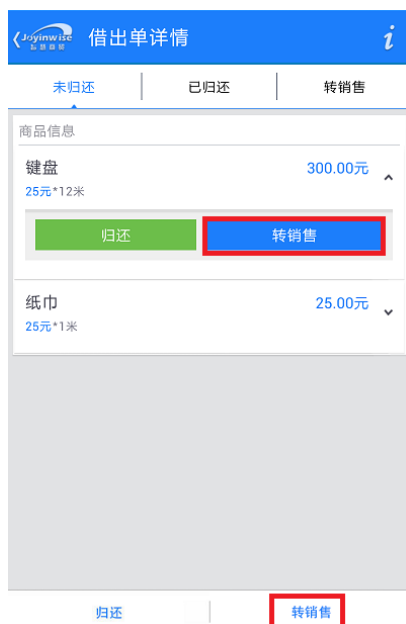 Joyinwise
借出单详情
i
未归还
已归还
转销售
商品信息
键盘 300.00元
25元*12米
归还 转销售
纸巾 25.00元
25元*1米
归还 转销售